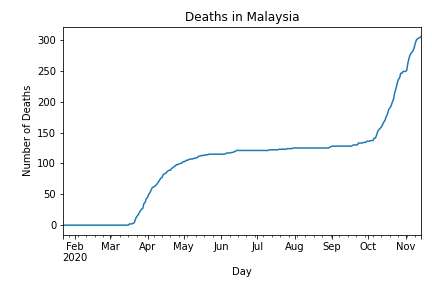 Deaths in Malaysia
300
250
200
150
100
50
0
Number of Deaths
Feb Mar Apr May Jun Jul Aug Sep Oct Nov
2020
Day